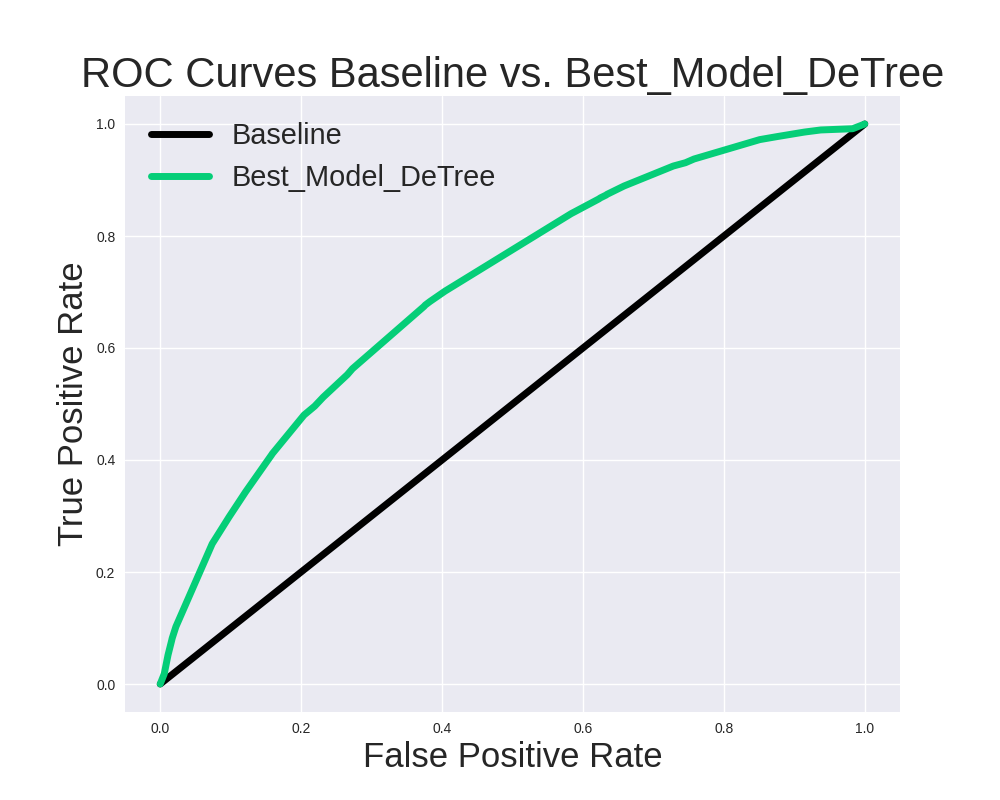 ROC Curves Baseline vs. Best_Model_DeTree
Baseline
Best_Model_DeTree
True Positive Rate
1.0
0.8
0.6
0.4
0.2
0.0
0.0 0.2 0.4 0.6 0.8 1.0
False Positive Rate